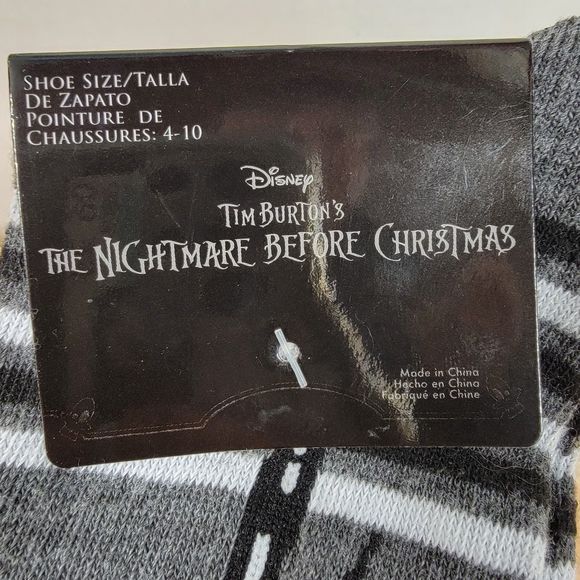 SHOE SIZE/TALLA
DE ZAPATO
POINTURE DE
CHAUSSURES: 4-10
Disney
TIM BURTON'S
THE NIGHTMARE BEFORE CHRISTMAS
Made in China
Hecho en China
Fabriqué en Chine